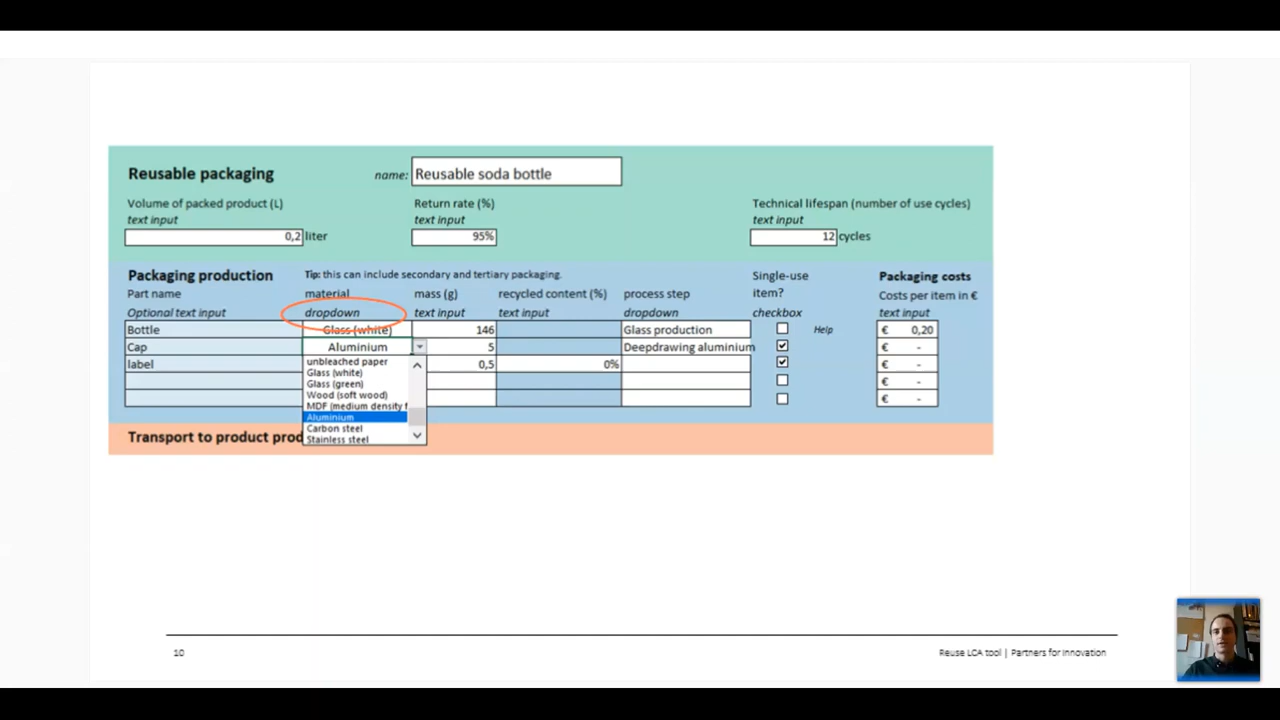 Reusable packaging name: Reusable soda bottle
Volume of packed product (L) Return rate (%) Technical lifespan (number of use cycles)
text input text input text input
0,2 liter 95% 12 cycles
Packaging production Tip: this can include secondary and tertiary packaging. Single-use item? Packaging costs
Part name material mass (g) recycled content (%) process step Costs per item in €
Optional text input dropdown text input text input dropdown checkbox text input
Bottle Glass (white) 146 Glass production Help € 0,20
Cap Aluminium 5 Deepdrawing aluminium € -
label 0,5 0% € -
€ -
€ -
unbleached paper
Glass (white)
Glass (green)
Wood (soft wood)
MDF (medium density f
Aluminium
Carbon steel
Stainless steel
Transport to product prod
10 Reuse LCA tool | Partners for Innovation